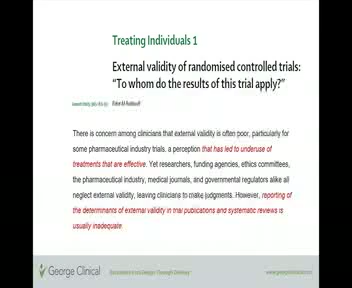 Treating Individuals 1
External validity of randomised controlled trials:
"To whom do the results of this trial apply?"
Peter M Rothwell
There is concern among clinicians that external validity is often poor, particularly for
some pharmaceutical industry trials, a perception that has led to underuse of
treatments that are effective. Yet researchers, funding agencies, ethics committees,
the pharmaceutical industry, medical journals, and governmental regulators alike all
neglect external validity, leaving clinicians to make judgments. However, reporting of
the determinants of external validity in trial publications and systematic reviews is
usually inadequate
George Clinical